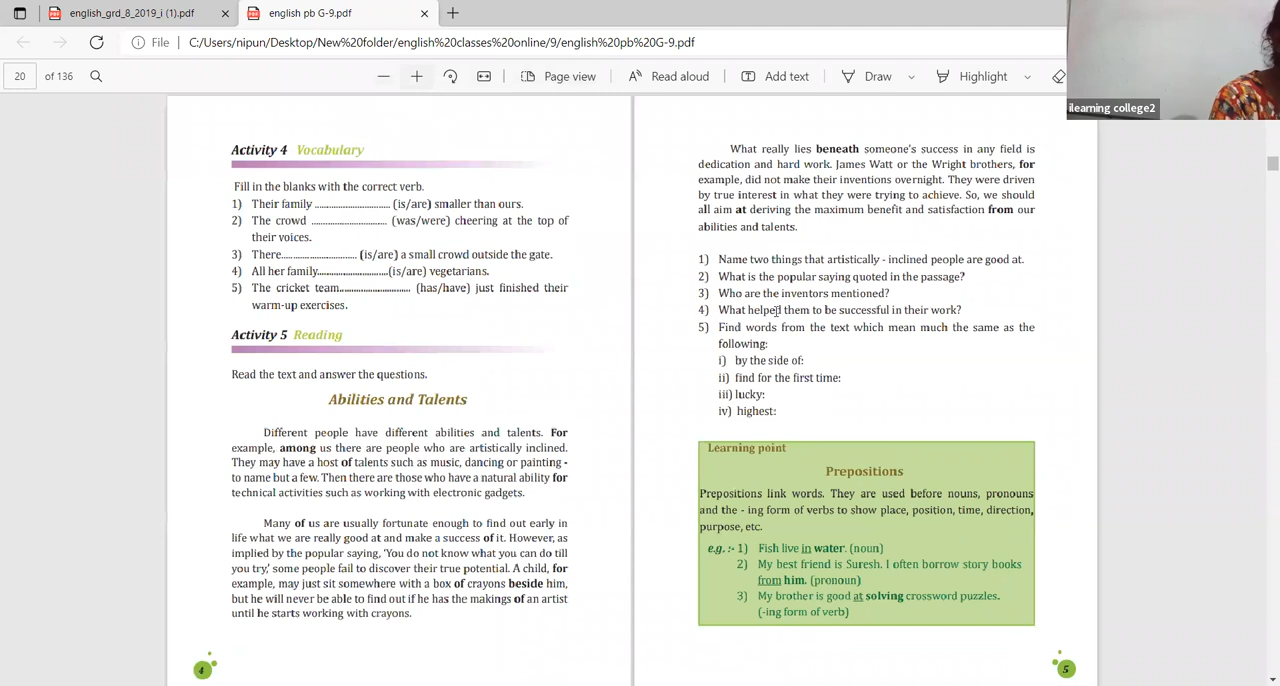 english_grd_8_2019_i (1).pdf
english pb G-9.pdf
File
C:/Users/nipun/Desktop/New%20folder/english%20classes%20online/9/english%20pb%20G-9.pdf
20 of 136
Page view
Read aloud
Add text
Draw
Highlight
ilearning college2
Activity 4 Vocabulary
Fill in the blanks with the correct verb.
1) Their family .............................. (is/are) smaller than ours.
2) The crowd .............................. (was/were) cheering at the top of
their voices.
3) There.............................. (is/are) a small crowd outside the gate.
4) All her family............................(is/are) vegetarians.
5) The cricket team............................ (has/have) just finished their
warm-up exercises.
Activity 5 Reading
Read the text and answer the questions.
Abilities and Talents
Different people have different abilities and talents. For
example, among us there are people who are artistically inclined.
They may have a host of talents such as music, dancing or painting -
to name but a few. Then there are those who have a natural ability for
technical activities such as working with electronic gadgets.
Many of us are usually fortunate enough to find out early in
life what we are really good at and make a success of it. However, as
implied by the popular saying, 'You do not know what you can do till
you try,' some people fail to discover their true potential. A child, for
example, may just sit somewhere with a box of crayons beside him,
but he will never be able to find out if he has the makings of an artist
until he starts working with crayons.
4
What really lies beneath someone's success in any field is
dedication and hard work. James Watt or the Wright brothers, for
example, did not make their inventions overnight. They were driven
by true interest in what they were trying to achieve. So, we should
all aim at deriving the maximum benefit and satisfaction from our
abilities and talents.
1) Name two things that artistically - inclined people are good at.
2) What is the popular saying quoted in the passage?
3) Who are the inventors mentioned?
4) What helped them to be successful in their work?
5) Find words from the text which mean much the same as the
following:
i) by the side of:
ii) find for the first time:
iii) lucky:
iv) highest:
Learning point
Prepositions
Prepositions link words. They are used before nouns, pronouns
and the - ing form of verbs to show place, position, time, direction,
purpose, etc.
e.g. :- 1) Fish live in water. (noun)
2) My best friend is Suresh. I often borrow story books
from him. (pronoun)
3) My brother is good at solving crossword puzzles.
(-ing form of verb)
5